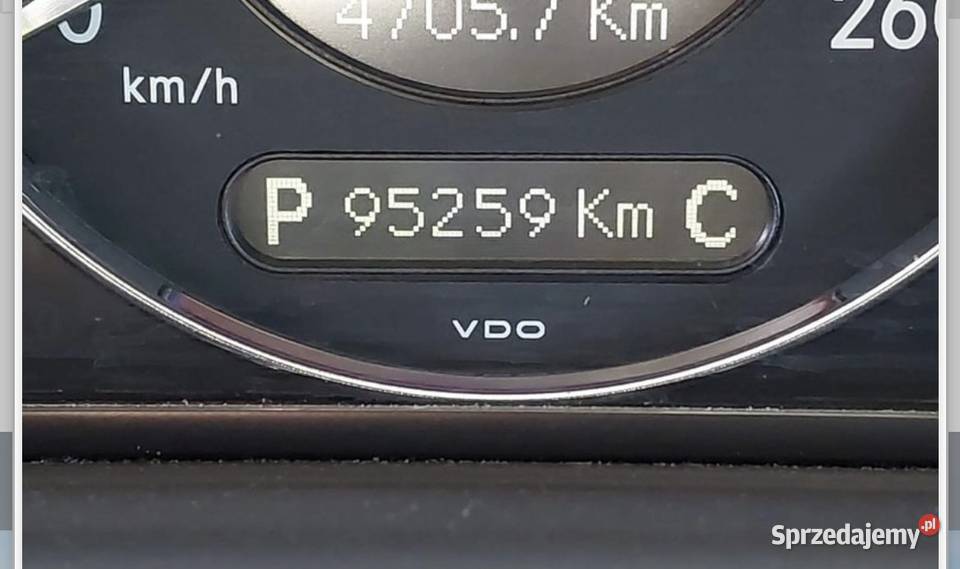 4705.7 Km
km/h
P 95259 Km C
VDO
Sprzedajemy.pl